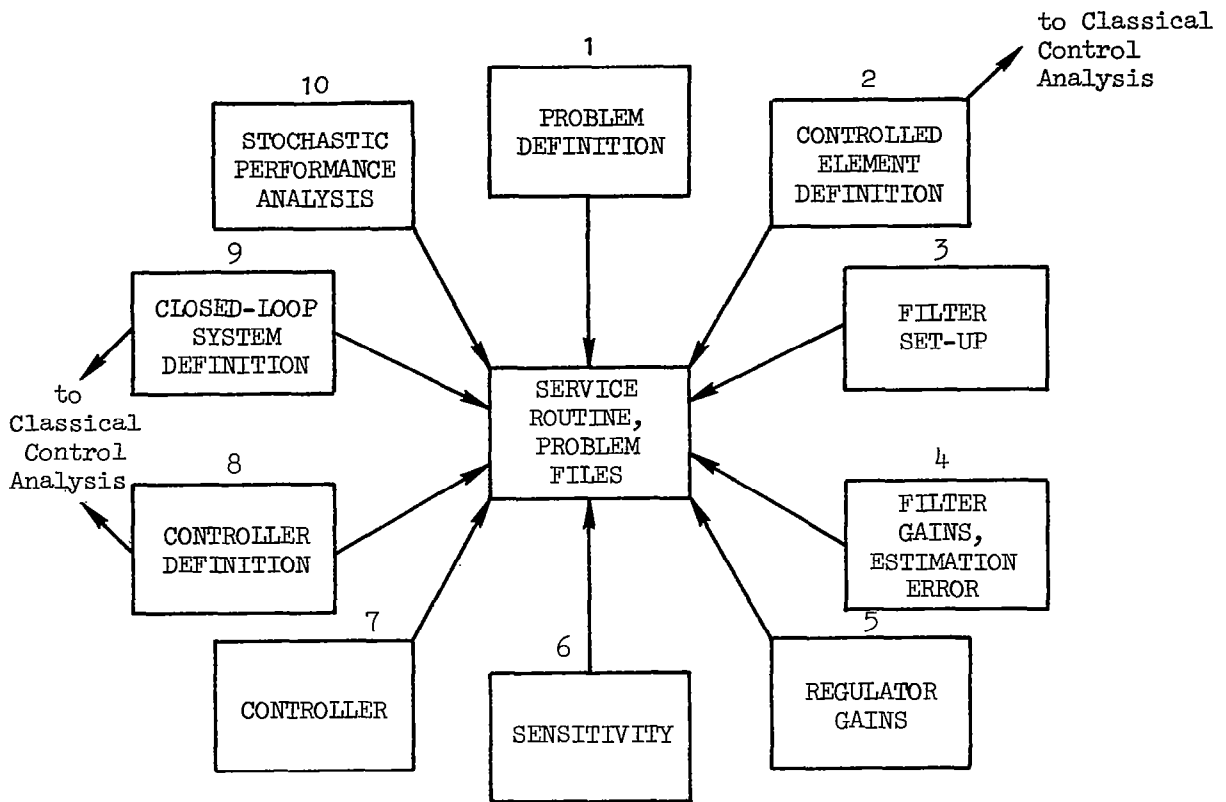 to Classical
Control
Analysis
1
PROBLEM
DEFINITION
2
CONTROLLED
ELEMENT
DEFINITION
3
FILTER
SET-UP
4
FILTER
GAINS,
ESTIMATION
ERROR
5
REGULATOR
GAINS
6
SENSITIVITY
7
CONTROLLER
8
CONTROLLER
DEFINITION
9
CLOSED-LOOP
SYSTEM
DEFINITION
10
STOCHASTIC
PERFORMANCE
ANALYSIS
to
Classical
Control
Analysis
SERVICE
ROUTINE,
PROBLEM
FILES